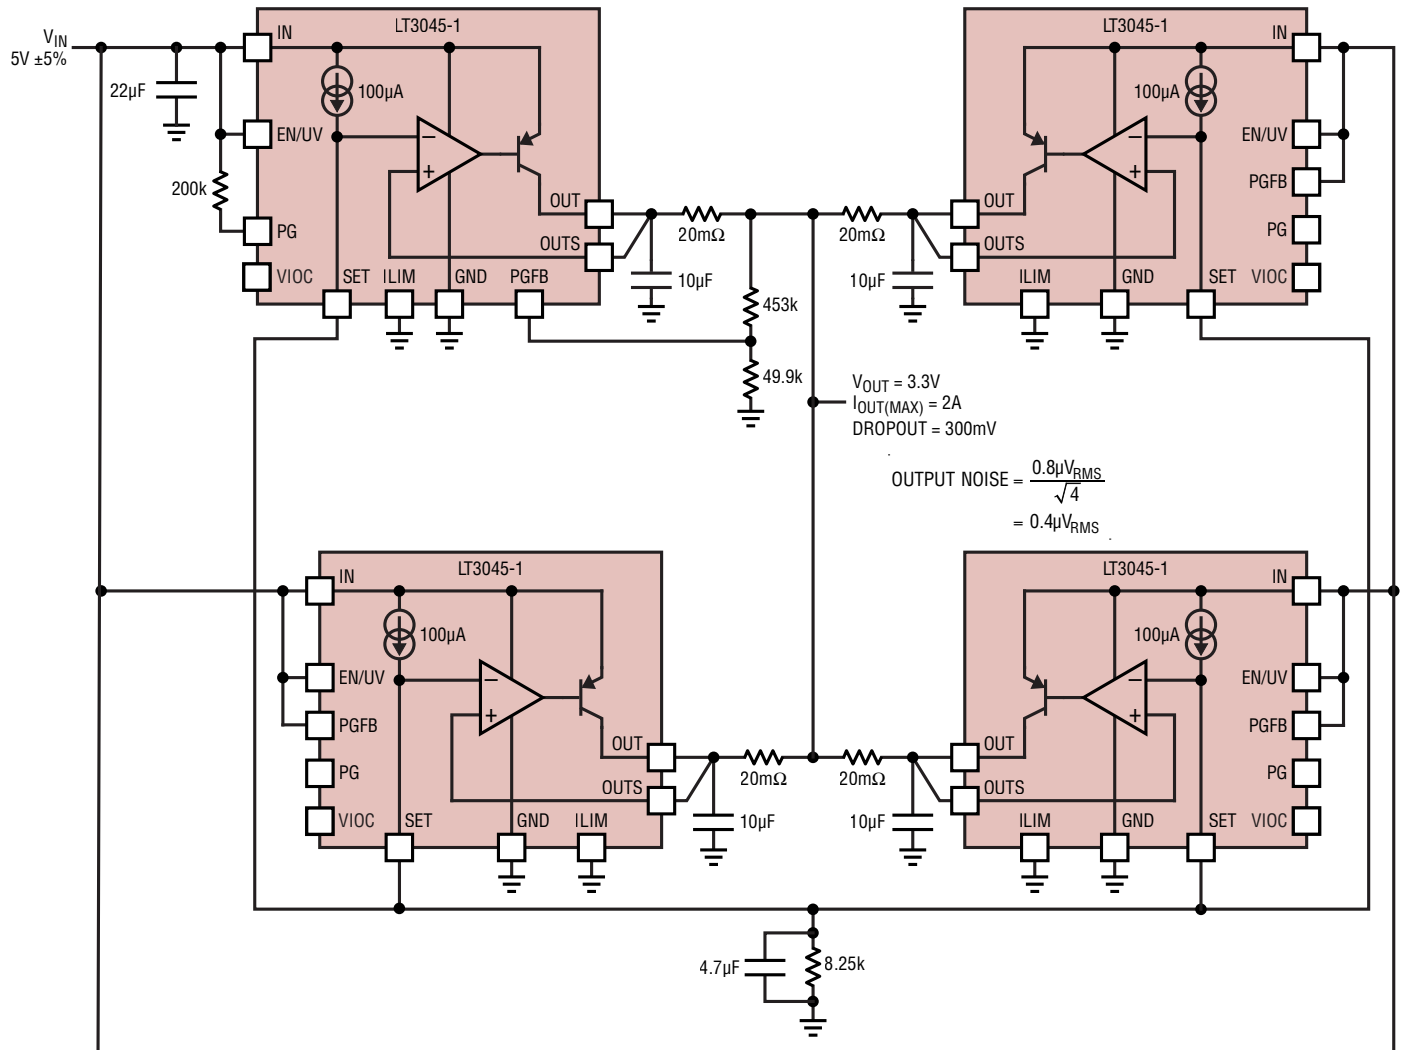 LT3045-1
V_IN
5V ±5%
IN
22µF
100µA
EN/UV
200k
PG
VIOC
SET
ILIM
GND
PGFB
OUT
OUTS
10µF
20mΩ
453k
49.9k
LT3045-1
IN
100µA
EN/UV
PGFB
PG
VIOC
OUT
OUTS
ILIM
GND
SET
20mΩ
10µF
V_OUT = 3.3V
I_OUT(MAX) = 2A
DROPOUT = 300mV
OUTPUT NOISE = 0.8µV_RMS / √4
= 0.4µV_RMS
LT3045-1
IN
100µA
EN/UV
PGFB
PG
VIOC
SET
GND
ILIM
OUT
OUTS
20mΩ
10µF
LT3045-1
IN
100µA
EN/UV
PGFB
PG
VIOC
OUT
OUTS
ILIM
GND
SET
20mΩ
10µF
4.7µF
8.25k